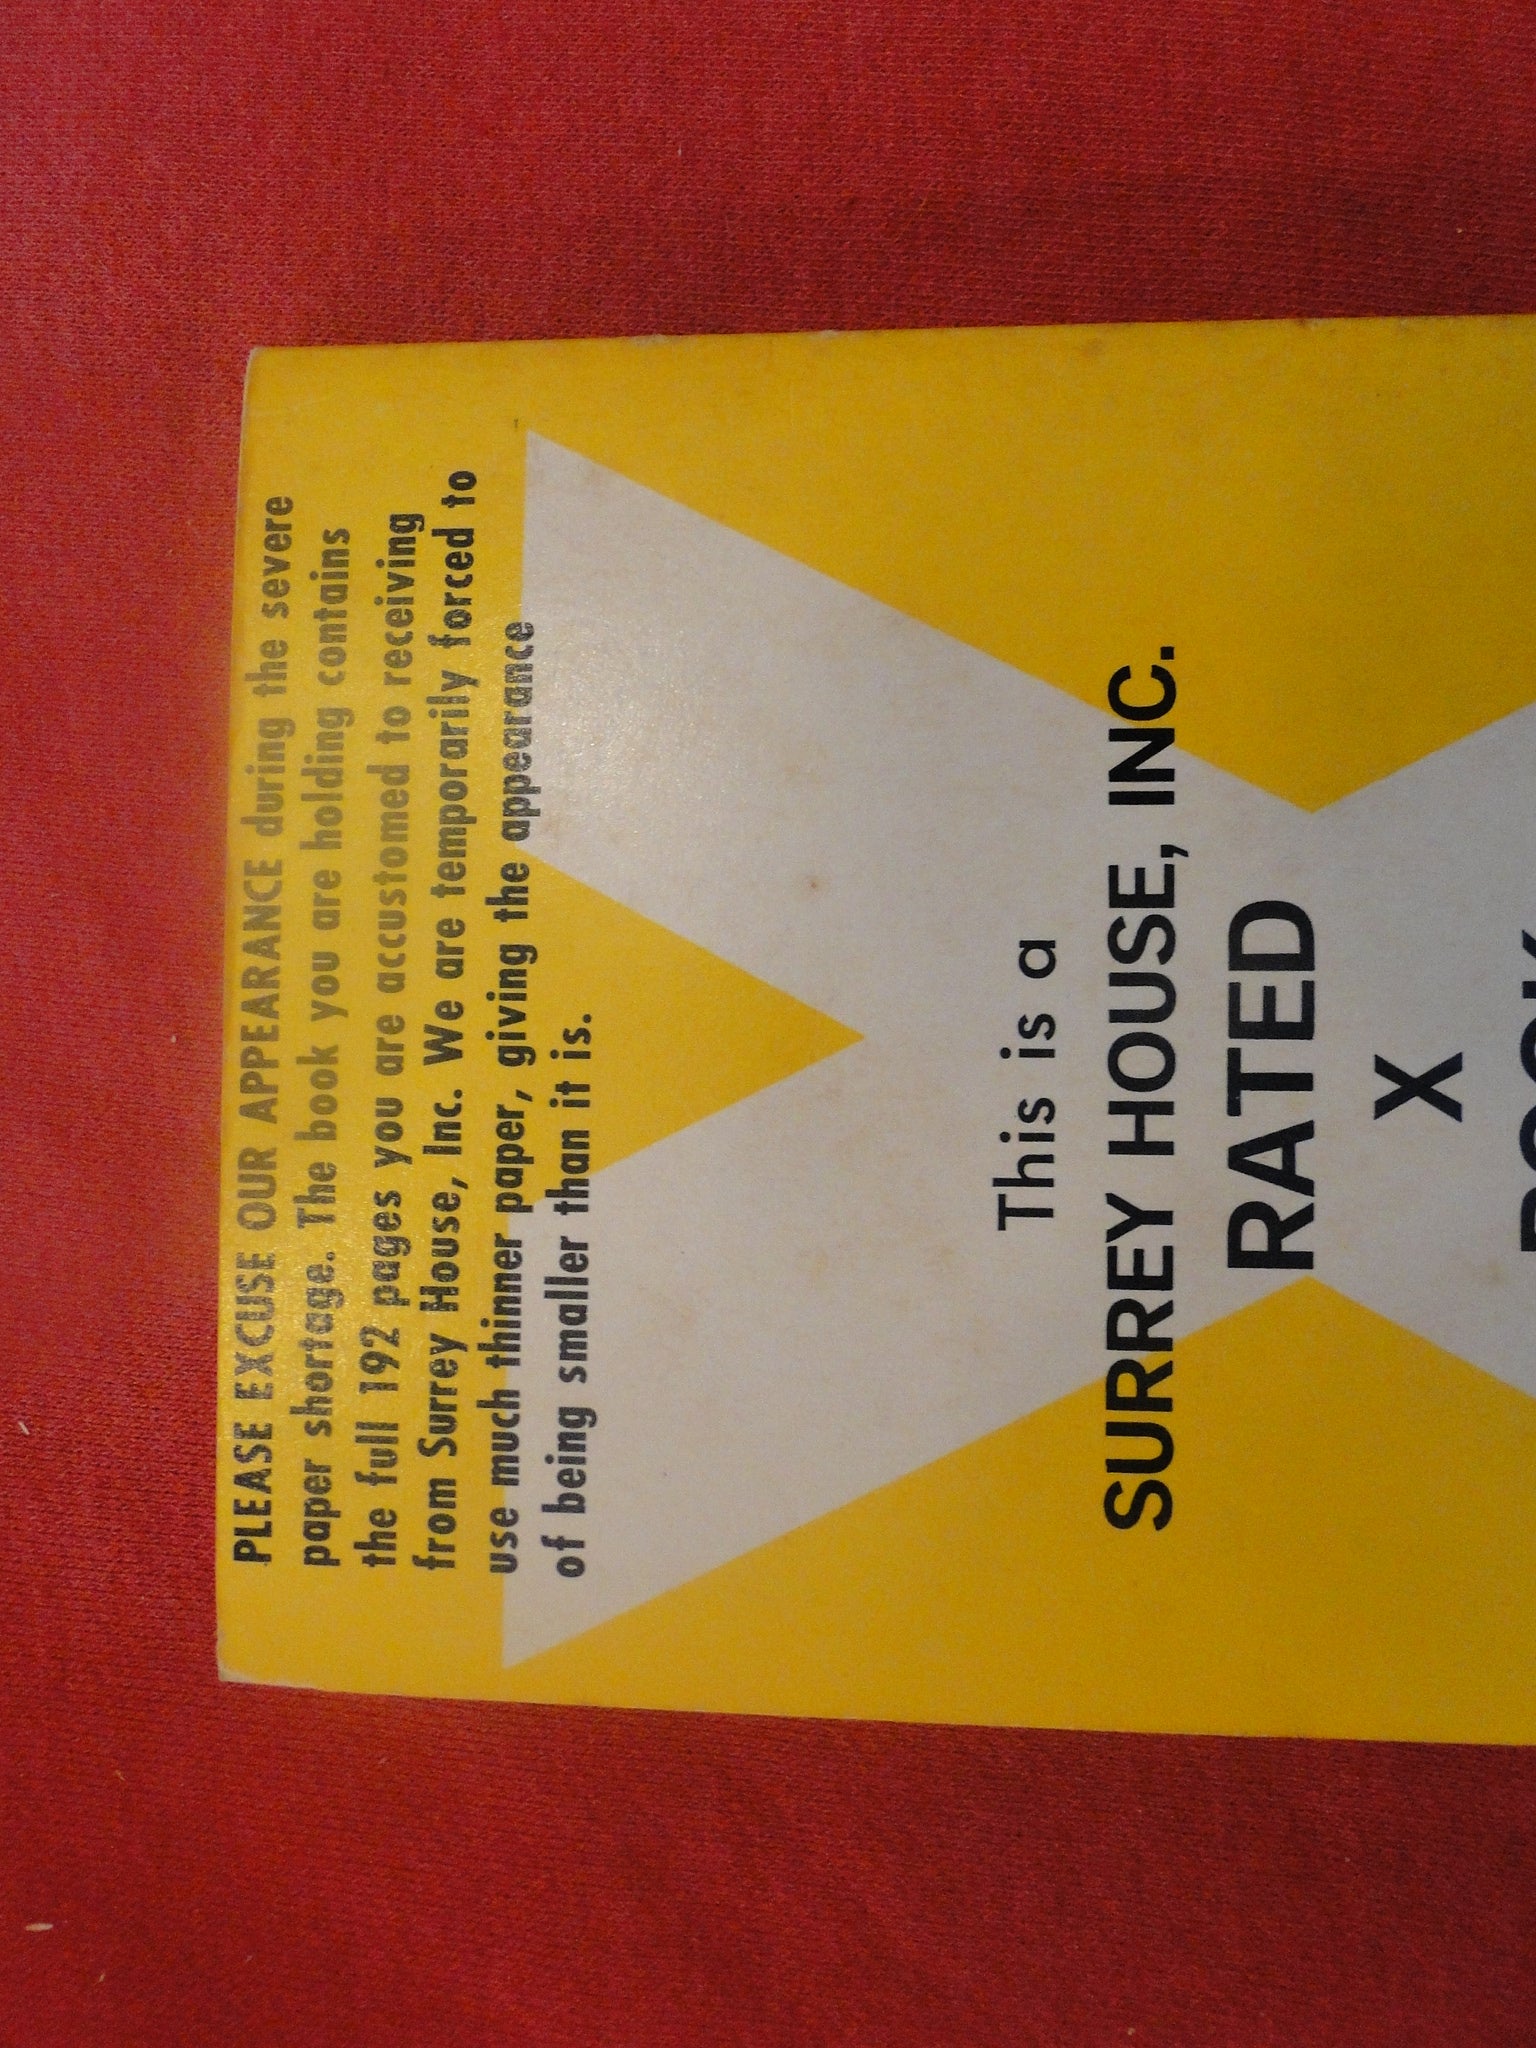 PLEASE EXCUSE OUR APPEARANCE during the severe
paper shortage. The book you are holding contains
the full 192 pages you are accustomed to receiving
from Surrey House, Inc. We are temporarily forced to
use much thinner paper, giving the appearance
of being smaller than it is.
This is a
SURREY HOUSE, INC.
RATED
X